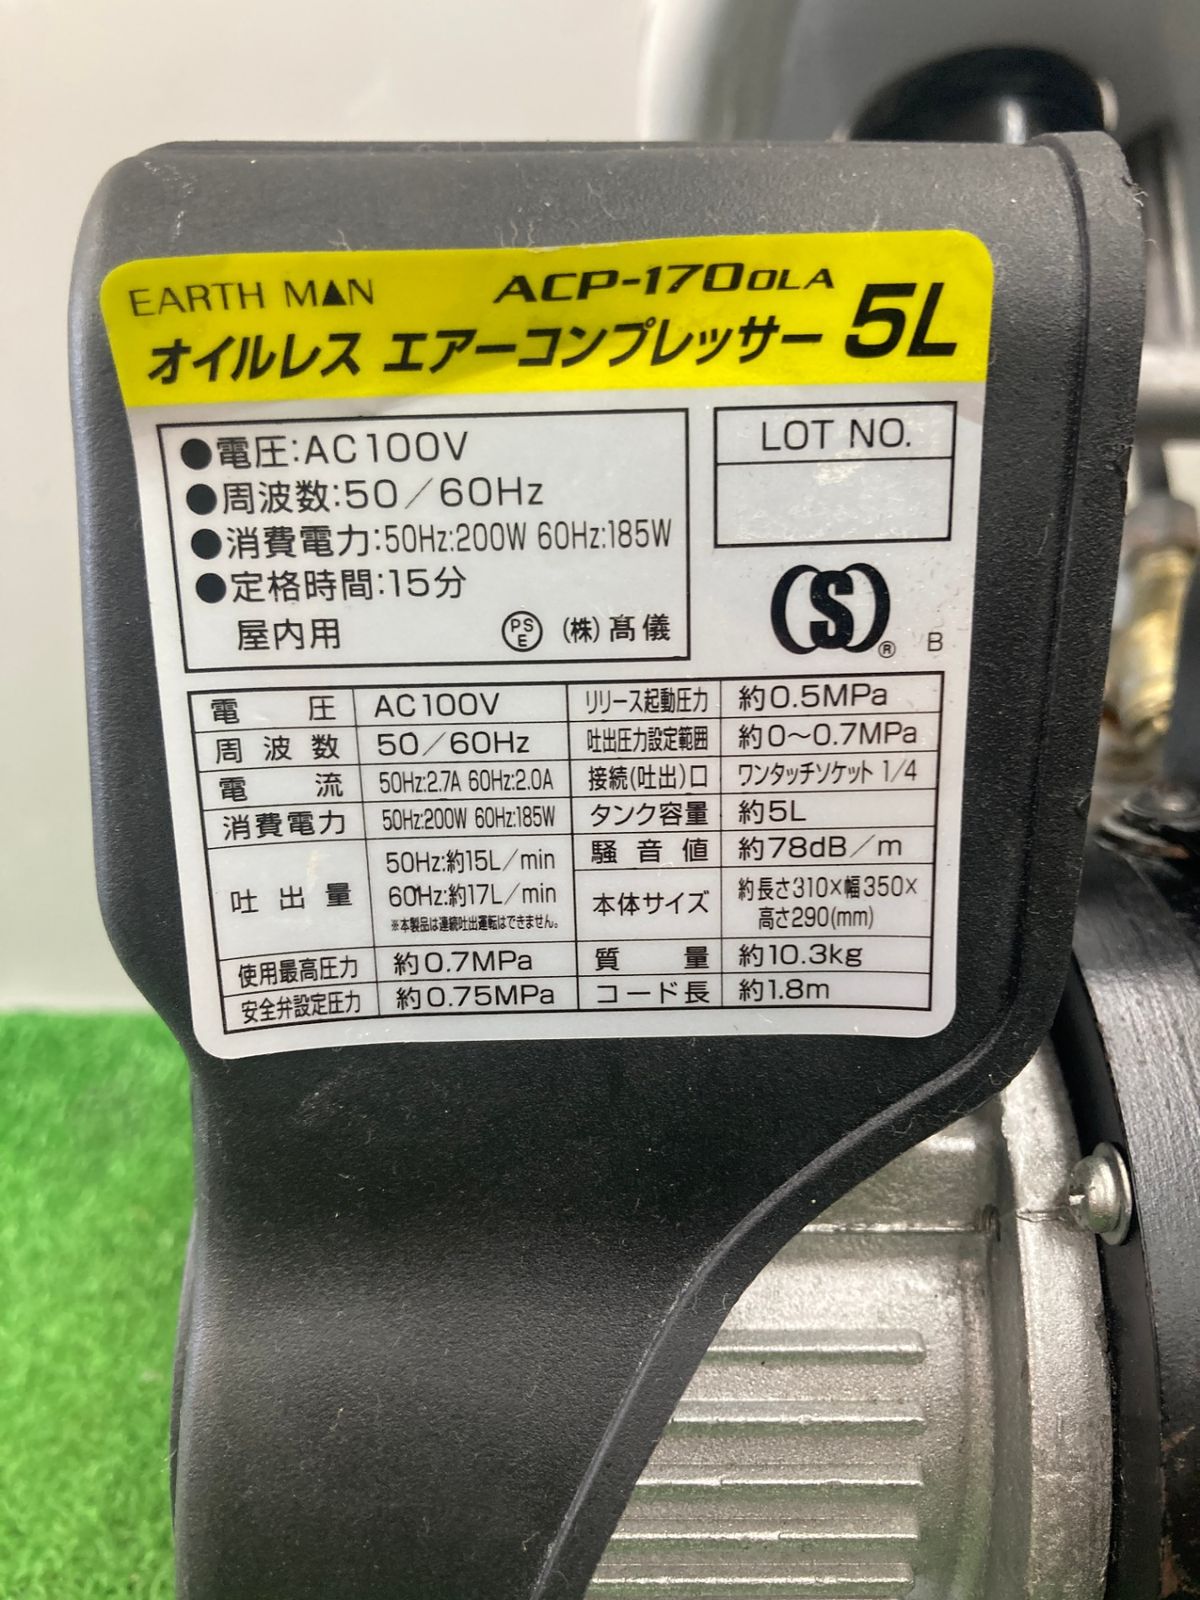 EARTH MAN ACP-170OLA
オイルレス エアーコンプレッサー 5L
●電圧:AC100V
●周波数:50／60Hz
●消費電力:50Hz:200W 60Hz:185W
●定格時間:15分
屋内用 PSE (株)髙儀
LOT NO.
S ® B
電圧 AC100V
周波数 50／60Hz
電流 50Hz:2.7A 60Hz:2.0A
消費電力 50Hz:200W 60Hz:185W
吐出量 50Hz:約15L／min
60Hz:約17L／min
※本製品は連続吐出運転はできません。
使用最高圧力 約0.7MPa
安全弁設定圧力 約0.75MPa
リリース起動圧力 約0.5MPa
吐出圧力設定範囲 約0〜0.7MPa
接続(吐出)口 ワンタッチソケット1/4
タンク容量 約5L
騒音値 約78dB／m
本体サイズ 約長さ310×幅350×
高さ290(mm)
質量 約10.3kg
コード長 約1.8m